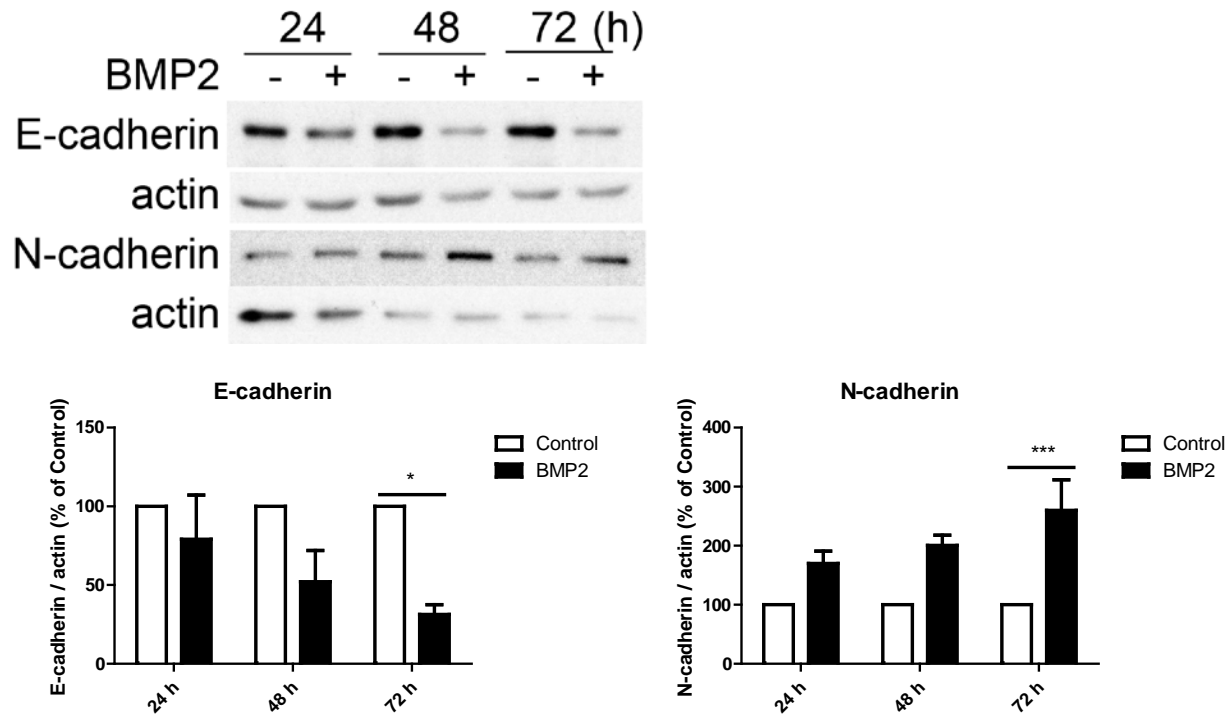 24 48 72 (h)
BMP2 - + - + - +
E-cadherin
actin
N-cadherin
actin
E-cadherin
E-cadherin / actin (% of Control)
150
100
50
0
*
24 h 48 h 72 h
Control
BMP2
N-cadherin
N-cadherin / actin (% of Control)
400
300
200
100
0
***
24 h 48 h 72 h
Control
BMP2